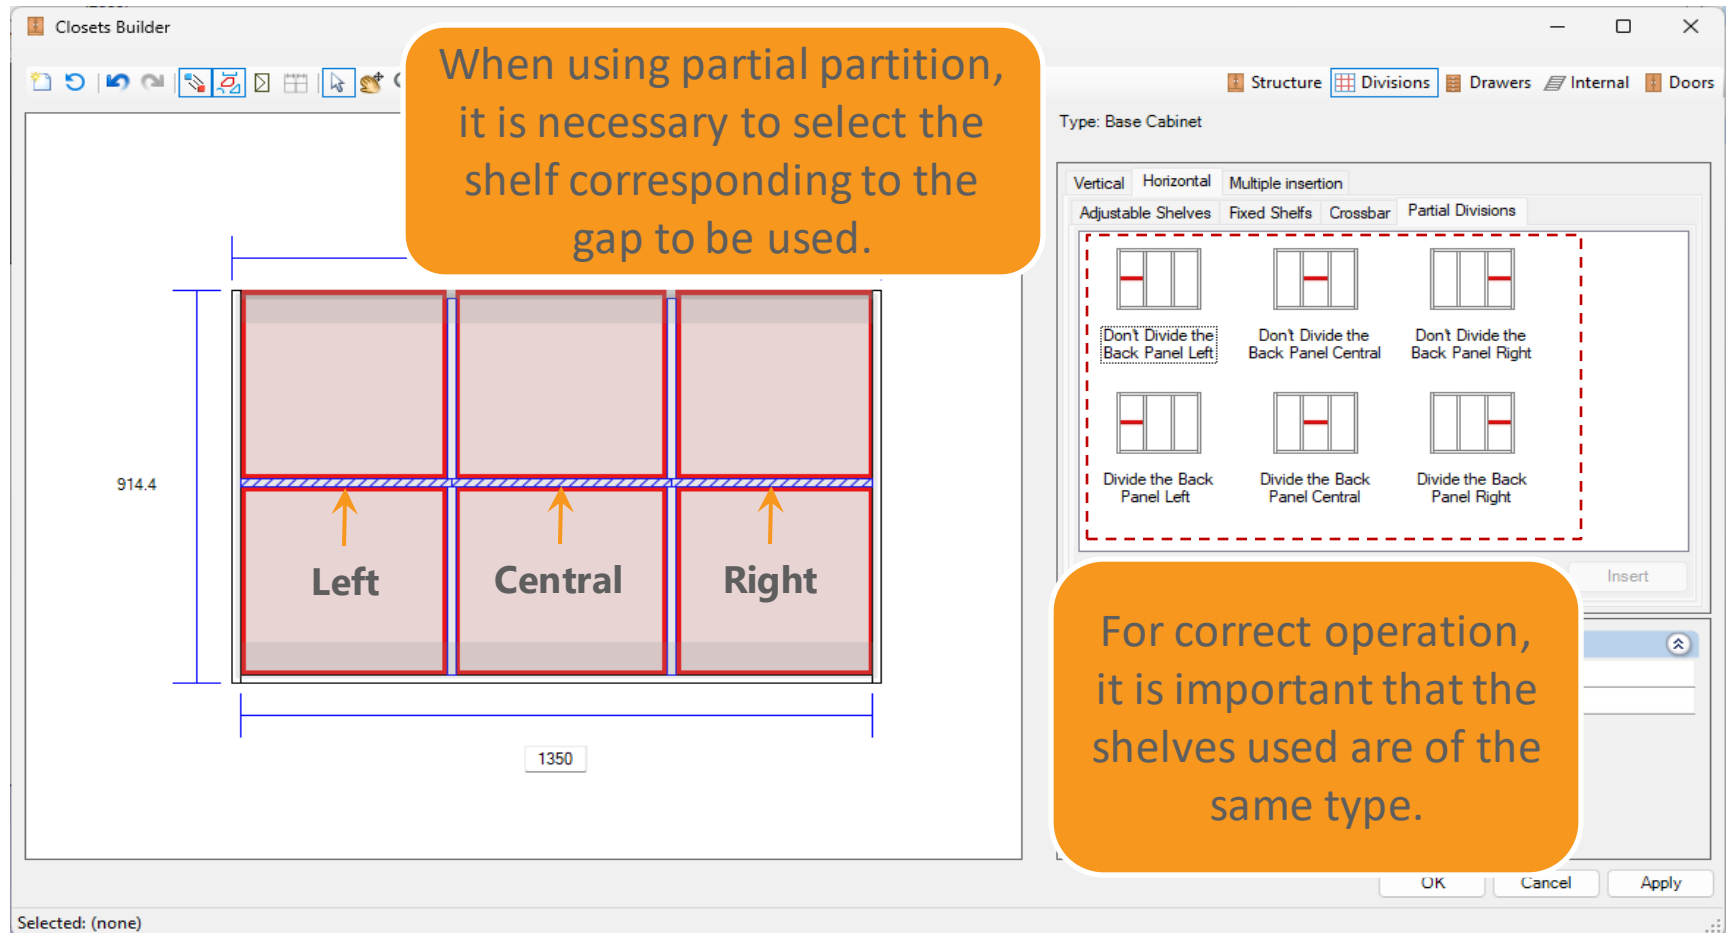 Closets Builder
When using partial partition,
it is necessary to select the
shelf corresponding to the
gap to be used.
Structure Divisions Drawers Internal Doors
Type: Base Cabinet
Vertical Horizontal Multiple insertion
Adjustable Shelves Fixed Shelfs Crossbar Partial Divisions
Don't Divide the
Back Panel Left
Don't Divide the
Back Panel Central
Don't Divide the
Back Panel Right
Divide the Back
Panel Left
Divide the Back
Panel Central
Divide the Back
Panel Right
Insert
914.4
Left Central Right
1350
For correct operation,
it is important that the
shelves used are of the
same type.
OK Cancel Apply
Selected: (none)